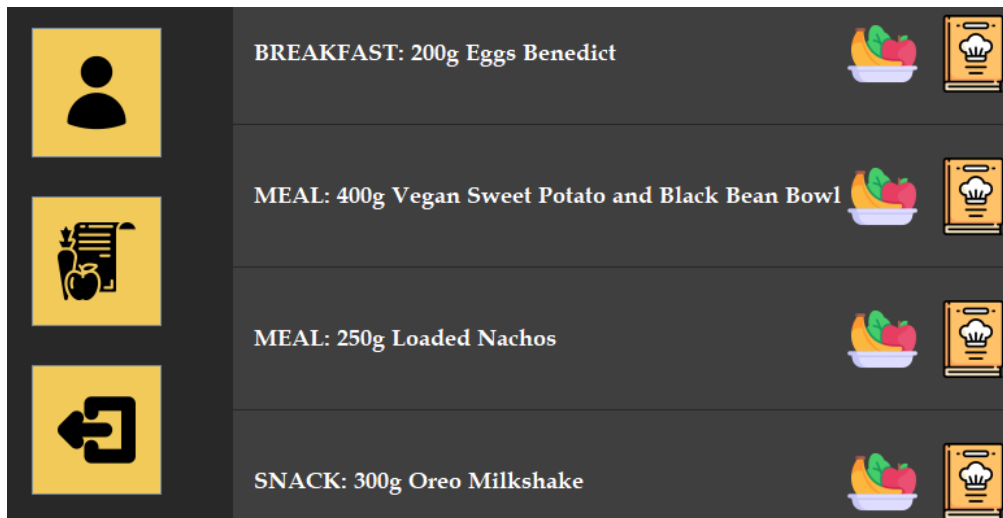 BREAKFAST: 200g Eggs Benedict
MEAL: 400g Vegan Sweet Potato and Black Bean Bowl
MEAL: 250g Loaded Nachos
SNACK: 300g Oreo Milkshake